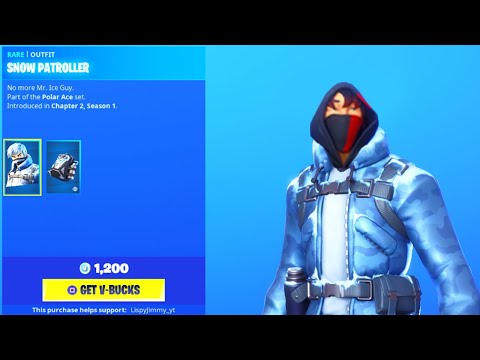 RARE | OUTFIT
SNOW PATROLLER
No more Mr. Ice Guy.
Part of the Polar Ace set.
Introduced in Chapter 2, Season 1.
1,200
GET V-BUCKS
This purchase helps support: LispyJimmy_yt